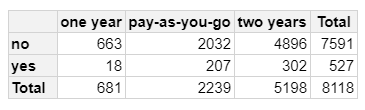 one year pay-as-you-go two years Total
no 663 2032 4896 7591
yes 18 207 302 527
Total 681 2239 5198 8118